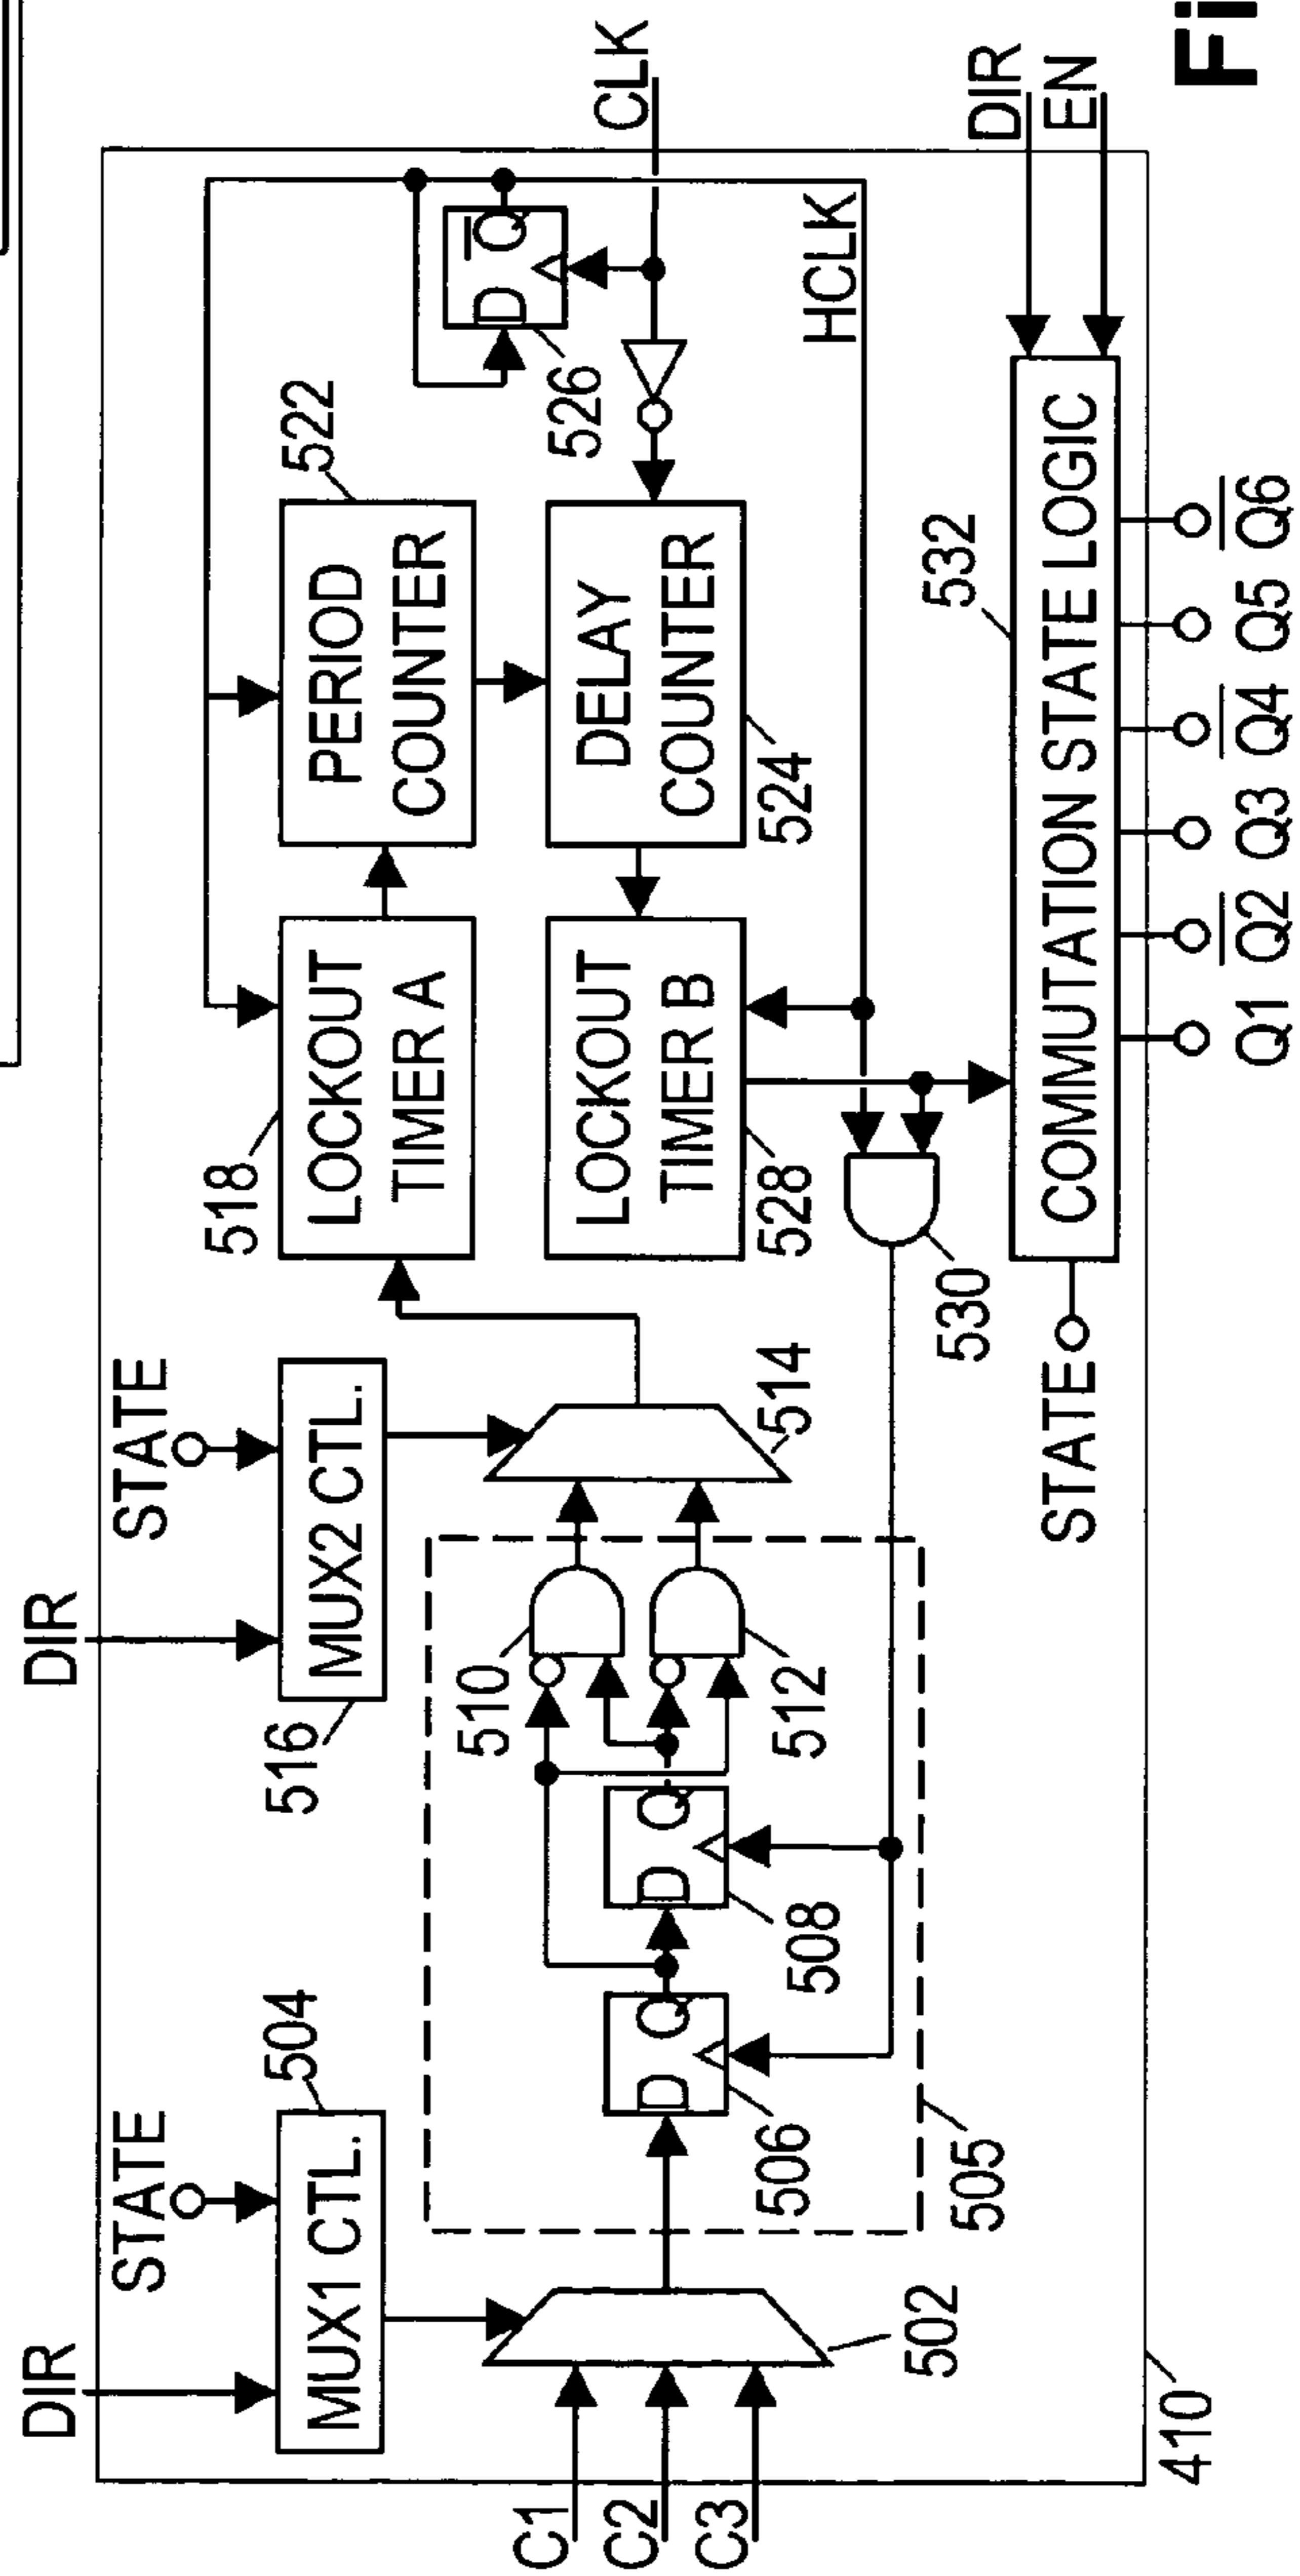 DIR
STATE
504
MUX1 CTL.
C1
C2
C3
502
D Q
506
D Q
508
505
510
512
DIR
STATE
516
MUX2 CTL.
514
518
LOCKOUT
TIMER A
522
PERIOD
COUNTER
D Q̅
526
CLK
LOCKOUT
TIMER B
528
DELAY
COUNTER
524
HCLK
530
532
DIR
EN
STATE
COMMUTATION STATE LOGIC
Q1 Q̅2̅ Q3 Q̅4̅ Q5 Q̅6̅
410
Fi